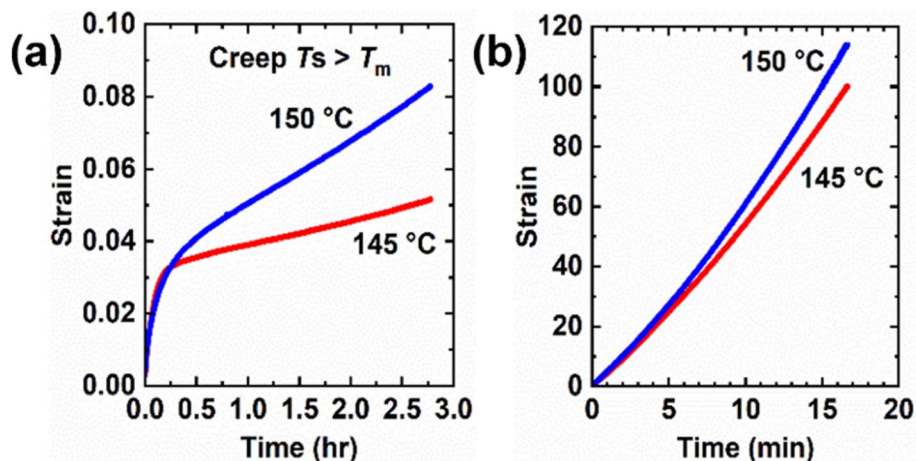 (a)
Creep Ts > Tm
150 °C
145 °C
Strain
0.10
0.08
0.06
0.04
0.02
0.00
0.0 0.5 1.0 1.5 2.0 2.5 3.0
Time (hr)
(b)
150 °C
145 °C
Strain
120
100
80
60
40
20
0
0 5 10 15 20
Time (min)